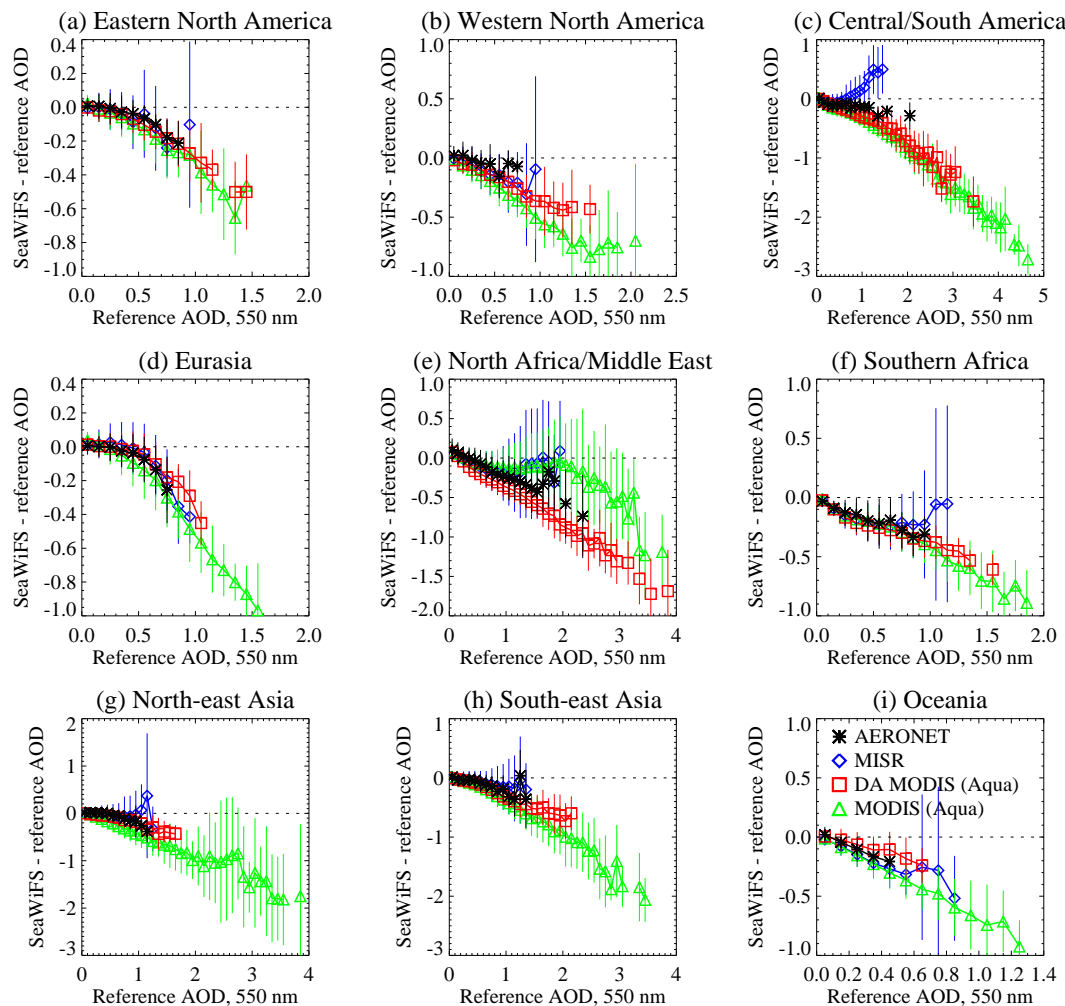 (a) Eastern North America
(b) Western North America
(c) Central/South America
SeaWiFS - reference AOD
0.4
0.2
0.0
-0.2
-0.4
-0.6
-0.8
-1.0
0.0 0.5 1.0 1.5 2.0
Reference AOD, 550 nm
SeaWiFS - reference AOD
1.0
0.5
0.0
-0.5
-1.0
0.0 0.5 1.0 1.5 2.0 2.5
Reference AOD, 550 nm
SeaWiFS - reference AOD
1
0
-1
-2
-3
0 1 2 3 4 5
Reference AOD, 550 nm
(d) Eurasia
(e) North Africa/Middle East
(f) Southern Africa
SeaWiFS - reference AOD
0.4
0.2
0.0
-0.2
-0.4
-0.6
-0.8
-1.0
0.0 0.5 1.0 1.5 2.0
Reference AOD, 550 nm
SeaWiFS - reference AOD
1.0
0.5
0.0
-0.5
-1.0
-1.5
-2.0
0 1 2 3 4
Reference AOD, 550 nm
SeaWiFS - reference AOD
1.0
0.5
0.0
-0.5
-1.0
0.0 0.5 1.0 1.5 2.0
Reference AOD, 550 nm
(g) North-east Asia
(h) South-east Asia
(i) Oceania
SeaWiFS - reference AOD
2
1
0
-1
-2
-3
0 1 2 3 4
Reference AOD, 550 nm
SeaWiFS - reference AOD
1
0
-1
-2
-3
0 1 2 3 4
Reference AOD, 550 nm
SeaWiFS - reference AOD
1.0
0.5
0.0
-0.5
-1.0
AERONET
MISR
DA MODIS (Aqua)
MODIS (Aqua)
0.0 0.2 0.4 0.6 0.8 1.0 1.2 1.4
Reference AOD, 550 nm